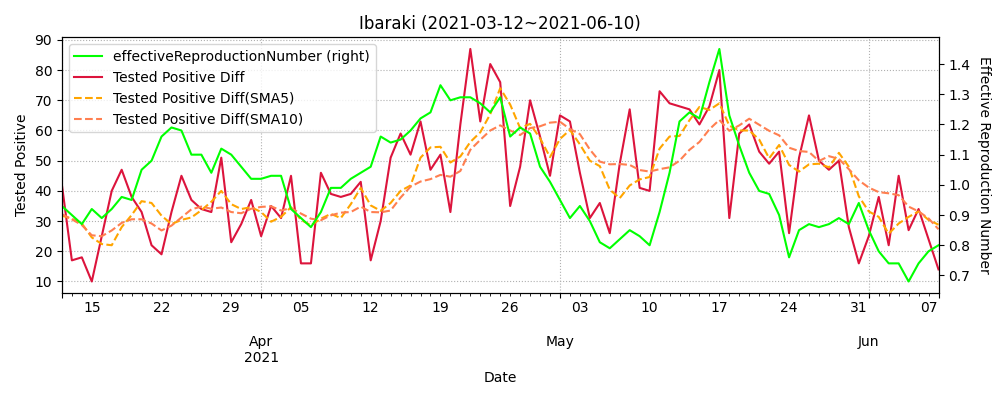 Ibaraki (2021-03-12~2021-06-10)
effectiveReproductionNumber (right)
Tested Positive Diff
Tested Positive Diff(SMA5)
Tested Positive Diff(SMA10)
Tested Positive
90
80
70
60
50
40
30
20
10
Effective Reproduction Number
1.4
1.3
1.2
1.1
1.0
0.9
0.8
0.7
15 22 29 05 12 19 26 03 10 17 24 31 07
Apr May Jun
2021
Date